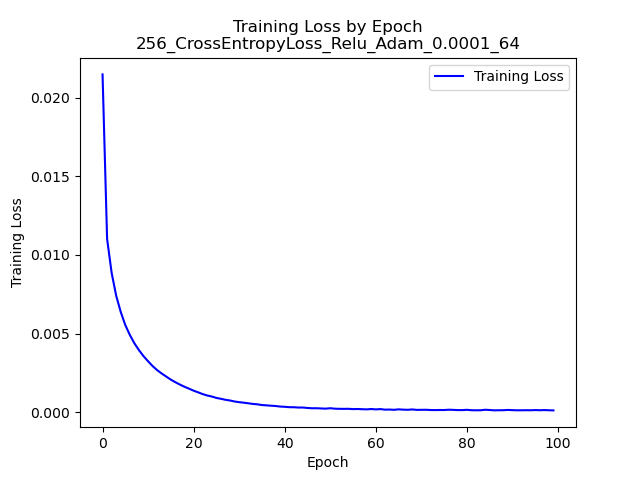 Training Loss by Epoch
256_CrossEntropyLoss_Relu_Adam_0.0001_64
Training Loss
0.020
0.015
0.010
0.005
0.000
Training Loss
0 20 40 60 80 100
Epoch